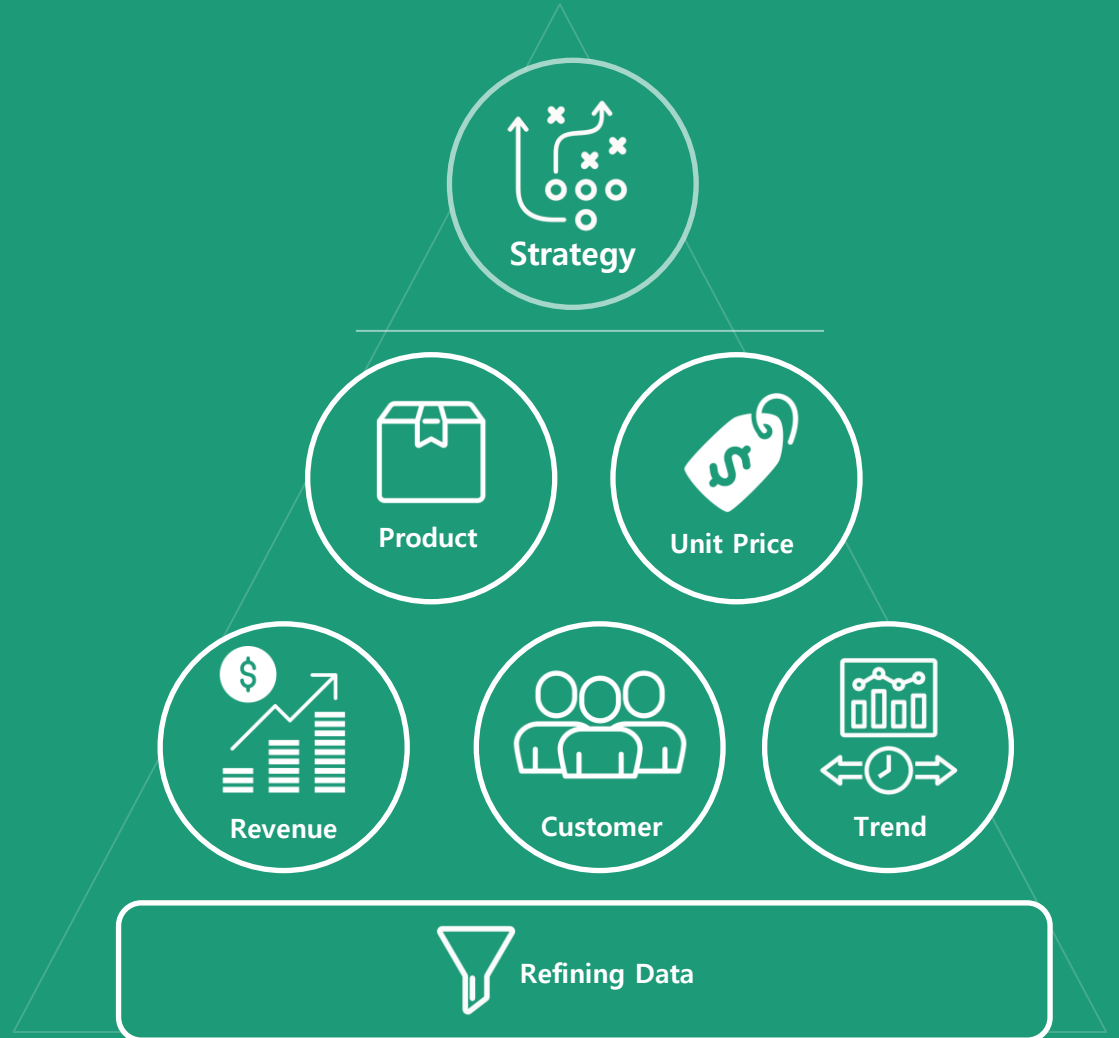 Strategy
Product
Unit Price
$
$
Revenue
Customer
Trend
Refining Data